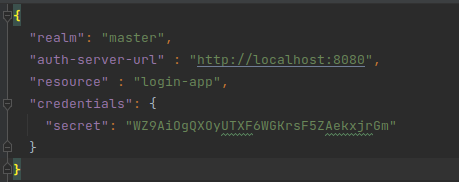 {
"realm": "master",
"auth-server-url" : "http://localhost:8080",
"resource" : "login-app",
"credentials": {
"secret": "WZ9AiOgQXOyUTXF6WGKrsF5ZAekxjrGm"
}
}